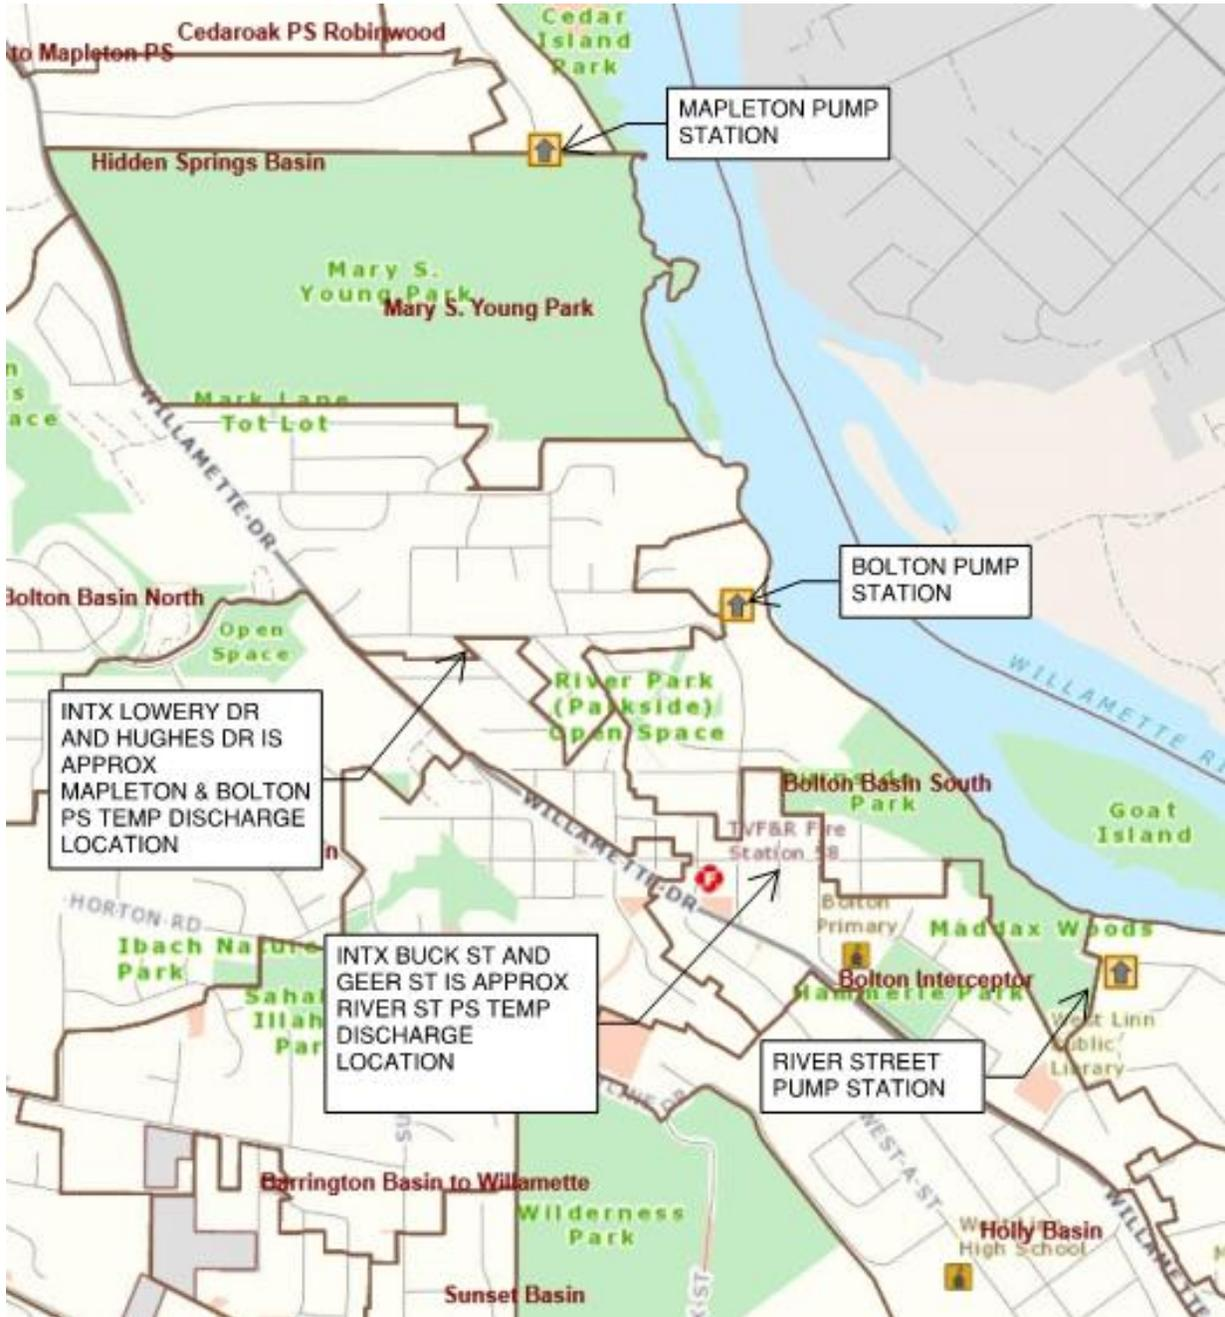 Cedar
Island
Park
Cedaroak PS Robinwood
to Mapleton PS
MAPLETON PUMP
STATION
Hidden Springs Basin
Mary S.
Young Park
Mary S. Young Park
Mark Lane
Tot Lot
WILLAMETTE-DR
BOLTON PUMP
STATION
Bolton Basin North
Open
Space
WILLAMETTE RI
River Park
(Parkside)
Open Space
INTX LOWERY DR
AND HUGHES DR IS
APPROX
MAPLETON & BOLTON
PS TEMP DISCHARGE
LOCATION
Bolton Basin South
Park
Goat
Island
WILLAMETTE-DR
TVF&R Fire
Station 58
F
HORTON-RD
Bolton
Primary
Maddax Woods
Ibach Nature
Park
INTX BUCK ST AND
GEER ST IS APPROX
RIVER ST PS TEMP
DISCHARGE
LOCATION
Bolton Interceptor
Hammerle Park
Sahal
Illah
Par
West Linn
Public
Library
RIVER STREET
PUMP STATION
WEST-A-ST
Barrington Basin to Willamette
Wilderness
Park
Holly Basin
High School
WILLAMETTE
Sunset Basin